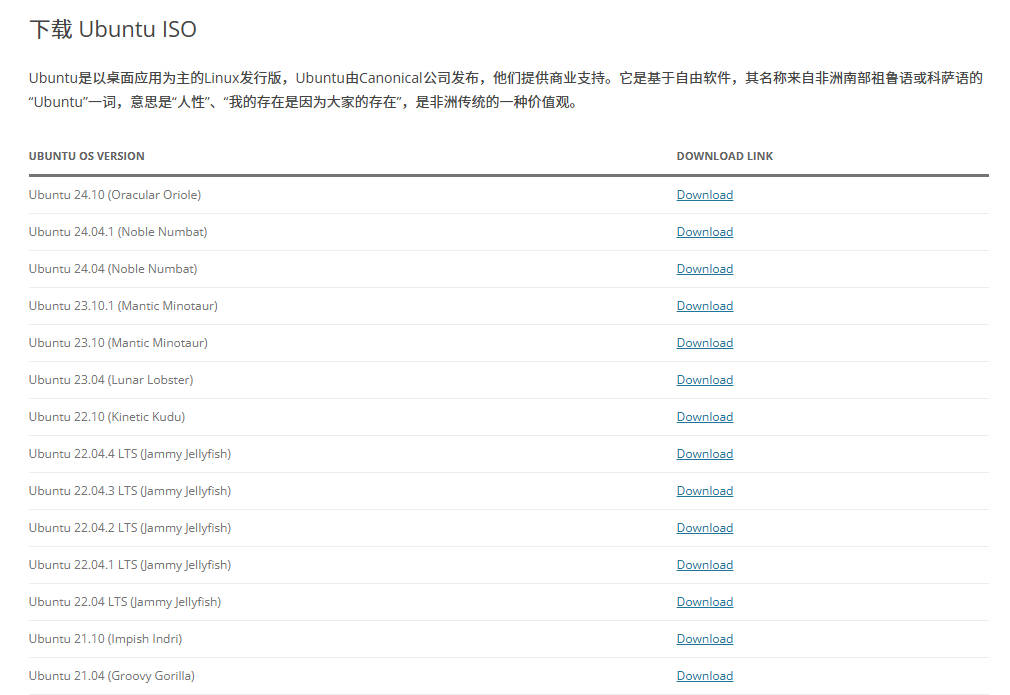 下载 Ubuntu ISO
Ubuntu是以桌面应用为主的Linux发行版，Ubuntu由Canonical公司发布，他们提供商业支持。它是基于自由软件，其名称来自非洲南部祖鲁语或科萨语的
“Ubuntu”一词，意思是“人性”、“我的存在是因为大家的存在”，是非洲传统的一种价值观。
UBUNTU OS VERSION DOWNLOAD LINK
Ubuntu 24.10 (Oracular Oriole) Download
Ubuntu 24.04.1 (Noble Numbat) Download
Ubuntu 24.04 (Noble Numbat) Download
Ubuntu 23.10.1 (Mantic Minotaur) Download
Ubuntu 23.10 (Mantic Minotaur) Download
Ubuntu 23.04 (Lunar Lobster) Download
Ubuntu 22.10 (Kinetic Kudu) Download
Ubuntu 22.04.4 LTS (Jammy Jellyfish) Download
Ubuntu 22.04.3 LTS (Jammy Jellyfish) Download
Ubuntu 22.04.2 LTS (Jammy Jellyfish) Download
Ubuntu 22.04.1 LTS (Jammy Jellyfish) Download
Ubuntu 22.04 LTS (Jammy Jellyfish) Download
Ubuntu 21.10 (Impish Indri) Download
Ubuntu 21.04 (Groovy Gorilla) Download